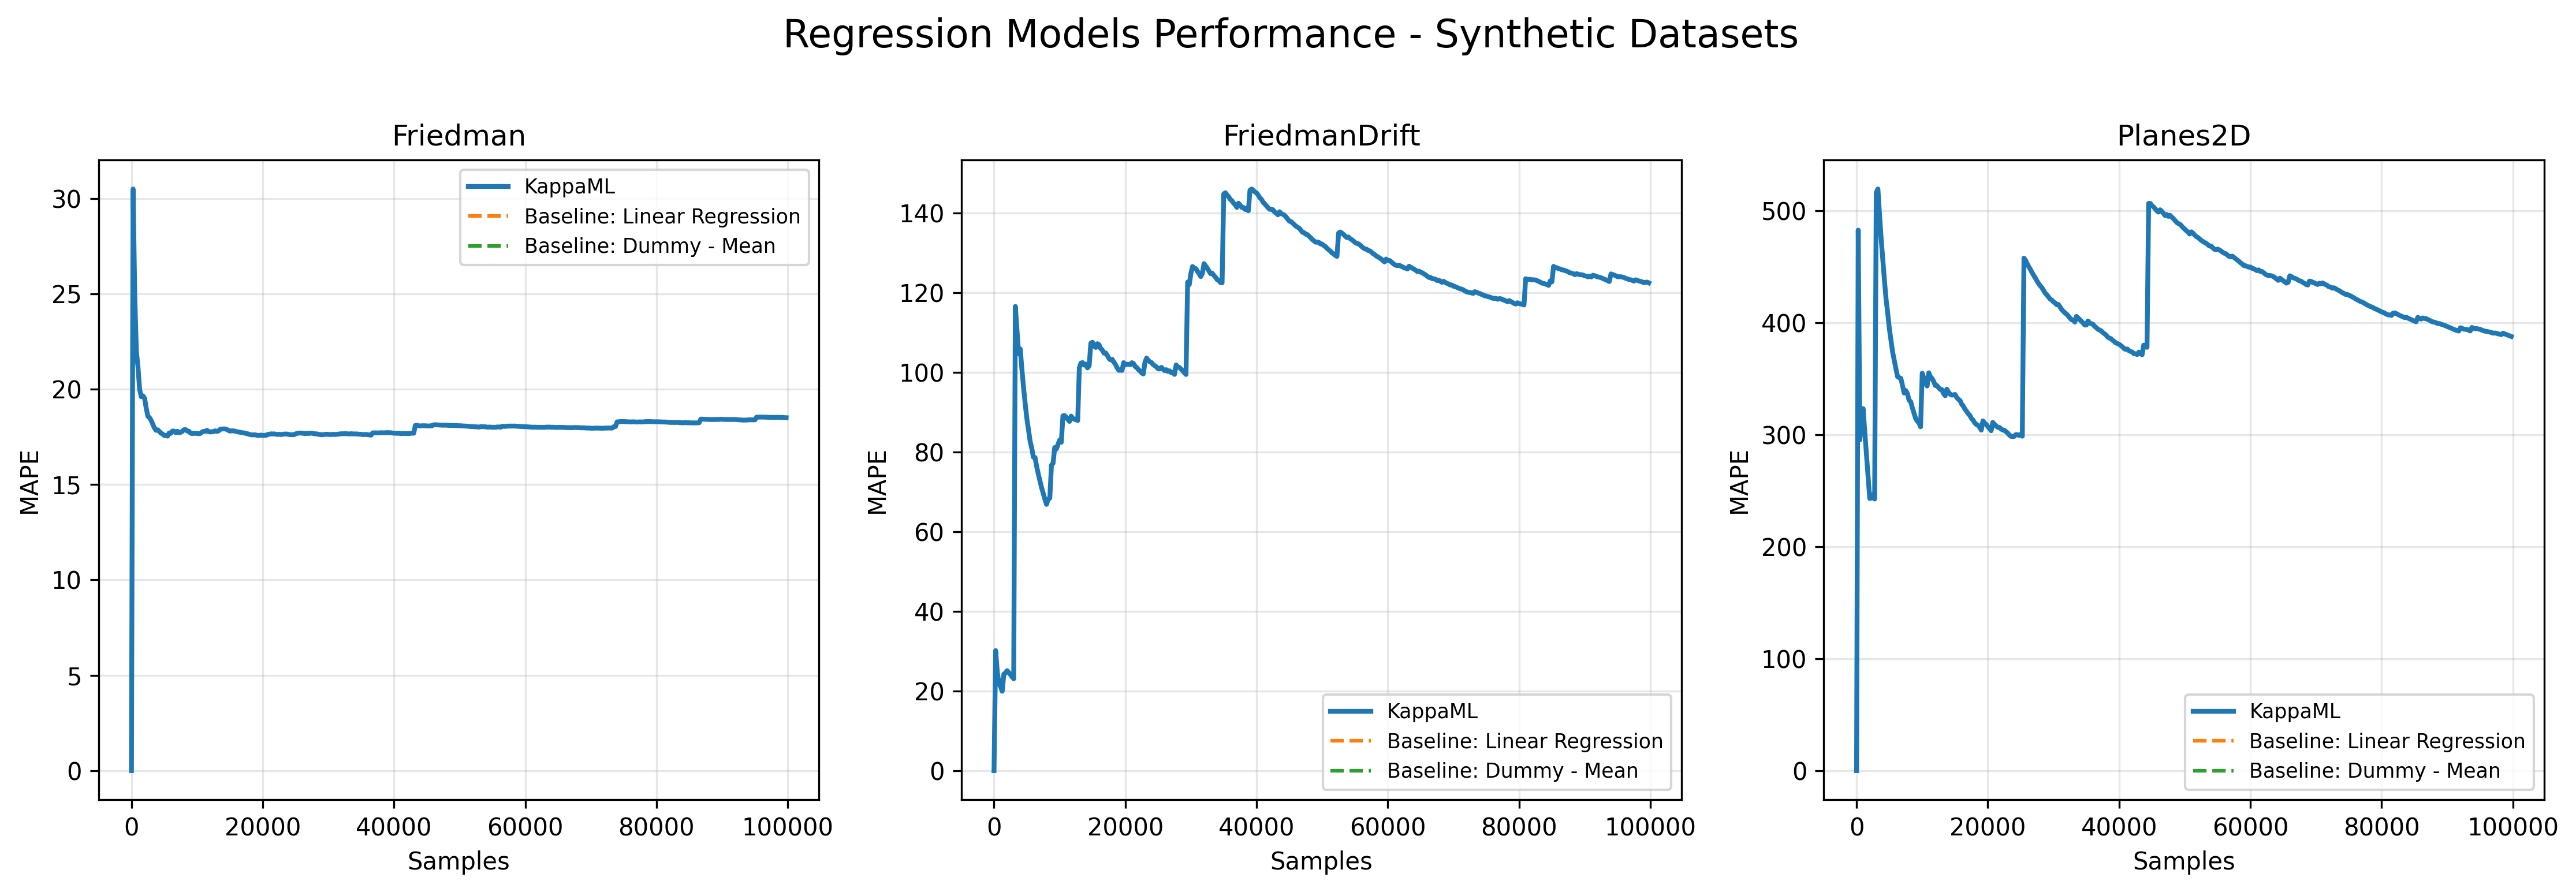 Regression Models Performance - Synthetic Datasets
Friedman
MAPE
30
25
20
15
10
5
0
KappaML
Baseline: Linear Regression
Baseline: Dummy - Mean
0 20000 40000 60000 80000 100000
Samples
FriedmanDrift
MAPE
140
120
100
80
60
40
20
0
KappaML
Baseline: Linear Regression
Baseline: Dummy - Mean
0 20000 40000 60000 80000 100000
Samples
Planes2D
MAPE
500
400
300
200
100
0
KappaML
Baseline: Linear Regression
Baseline: Dummy - Mean
0 20000 40000 60000 80000 100000
Samples